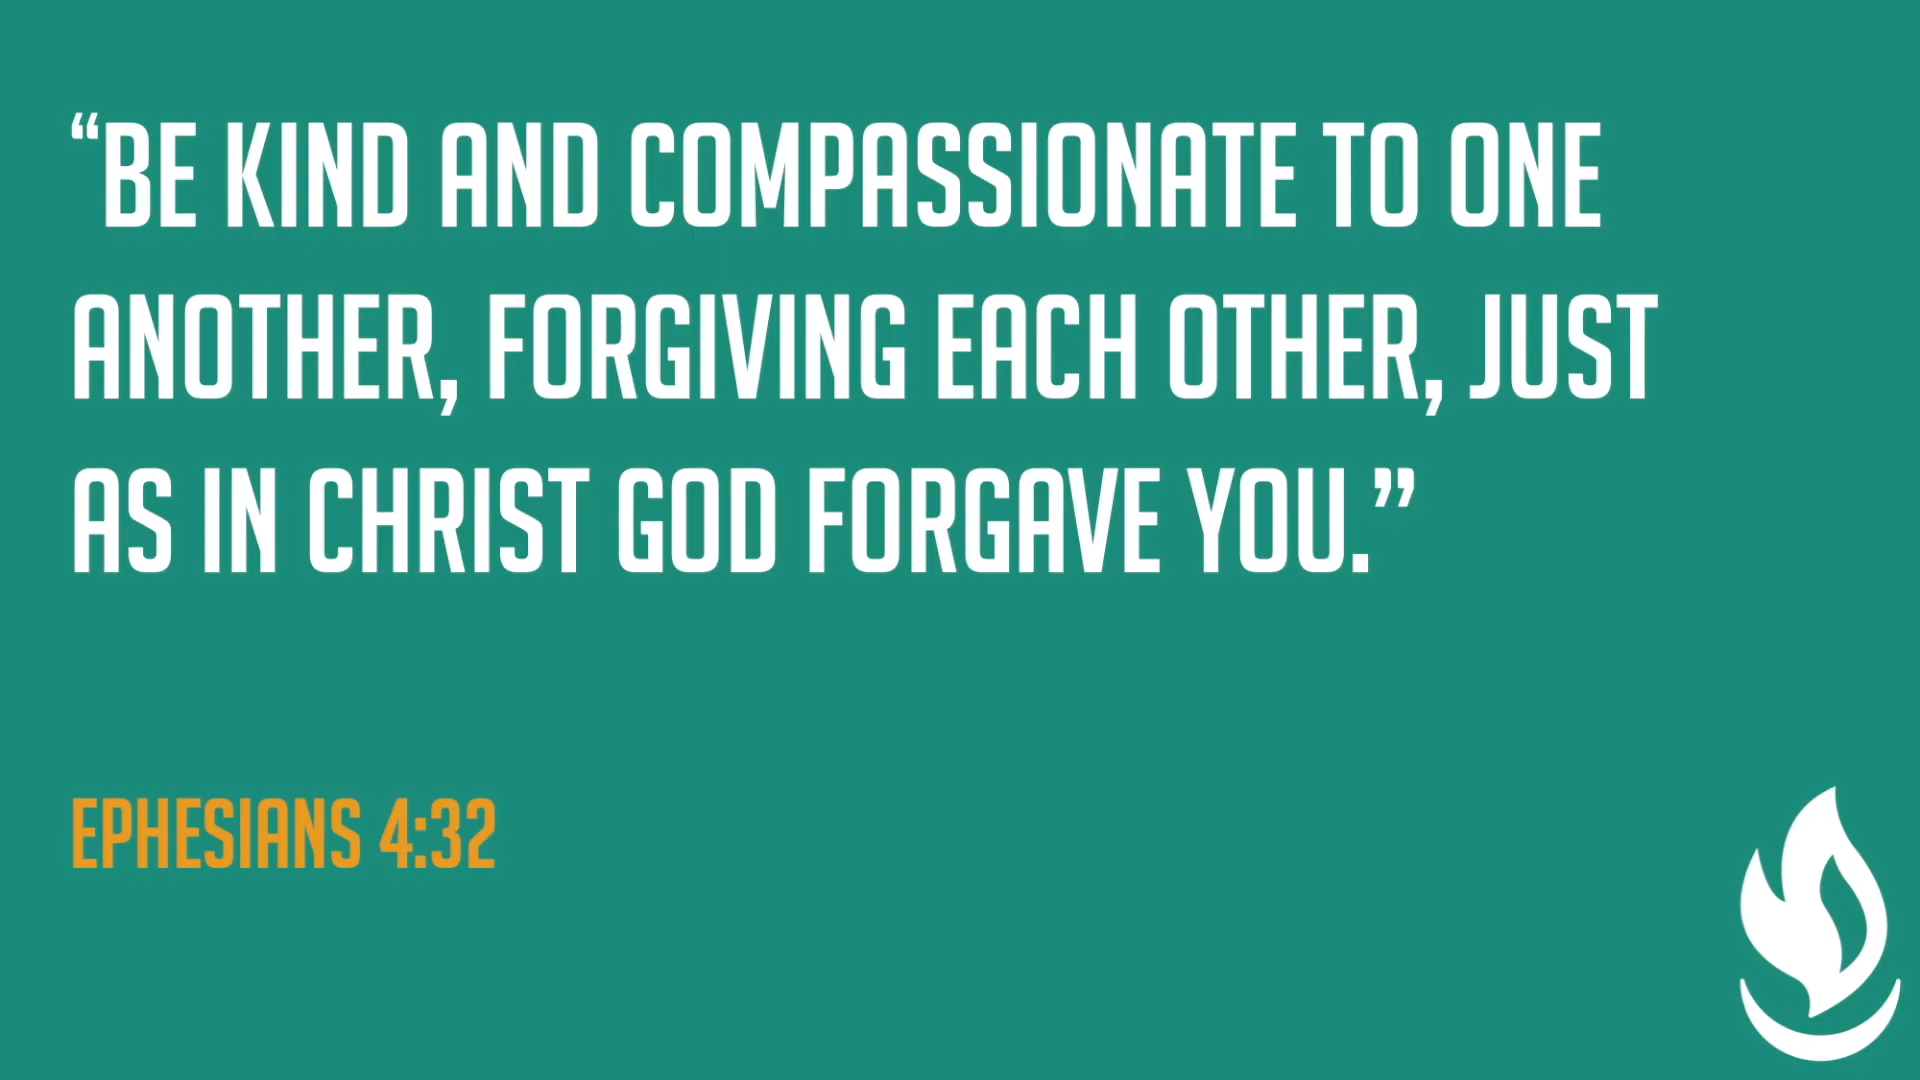 “BE KIND AND COMPASSIONATE TO ONE
ANOTHER, FORGIVING EACH OTHER, JUST
AS IN CHRIST GOD FORGAVE YOU.”
EPHESIANS 4:32